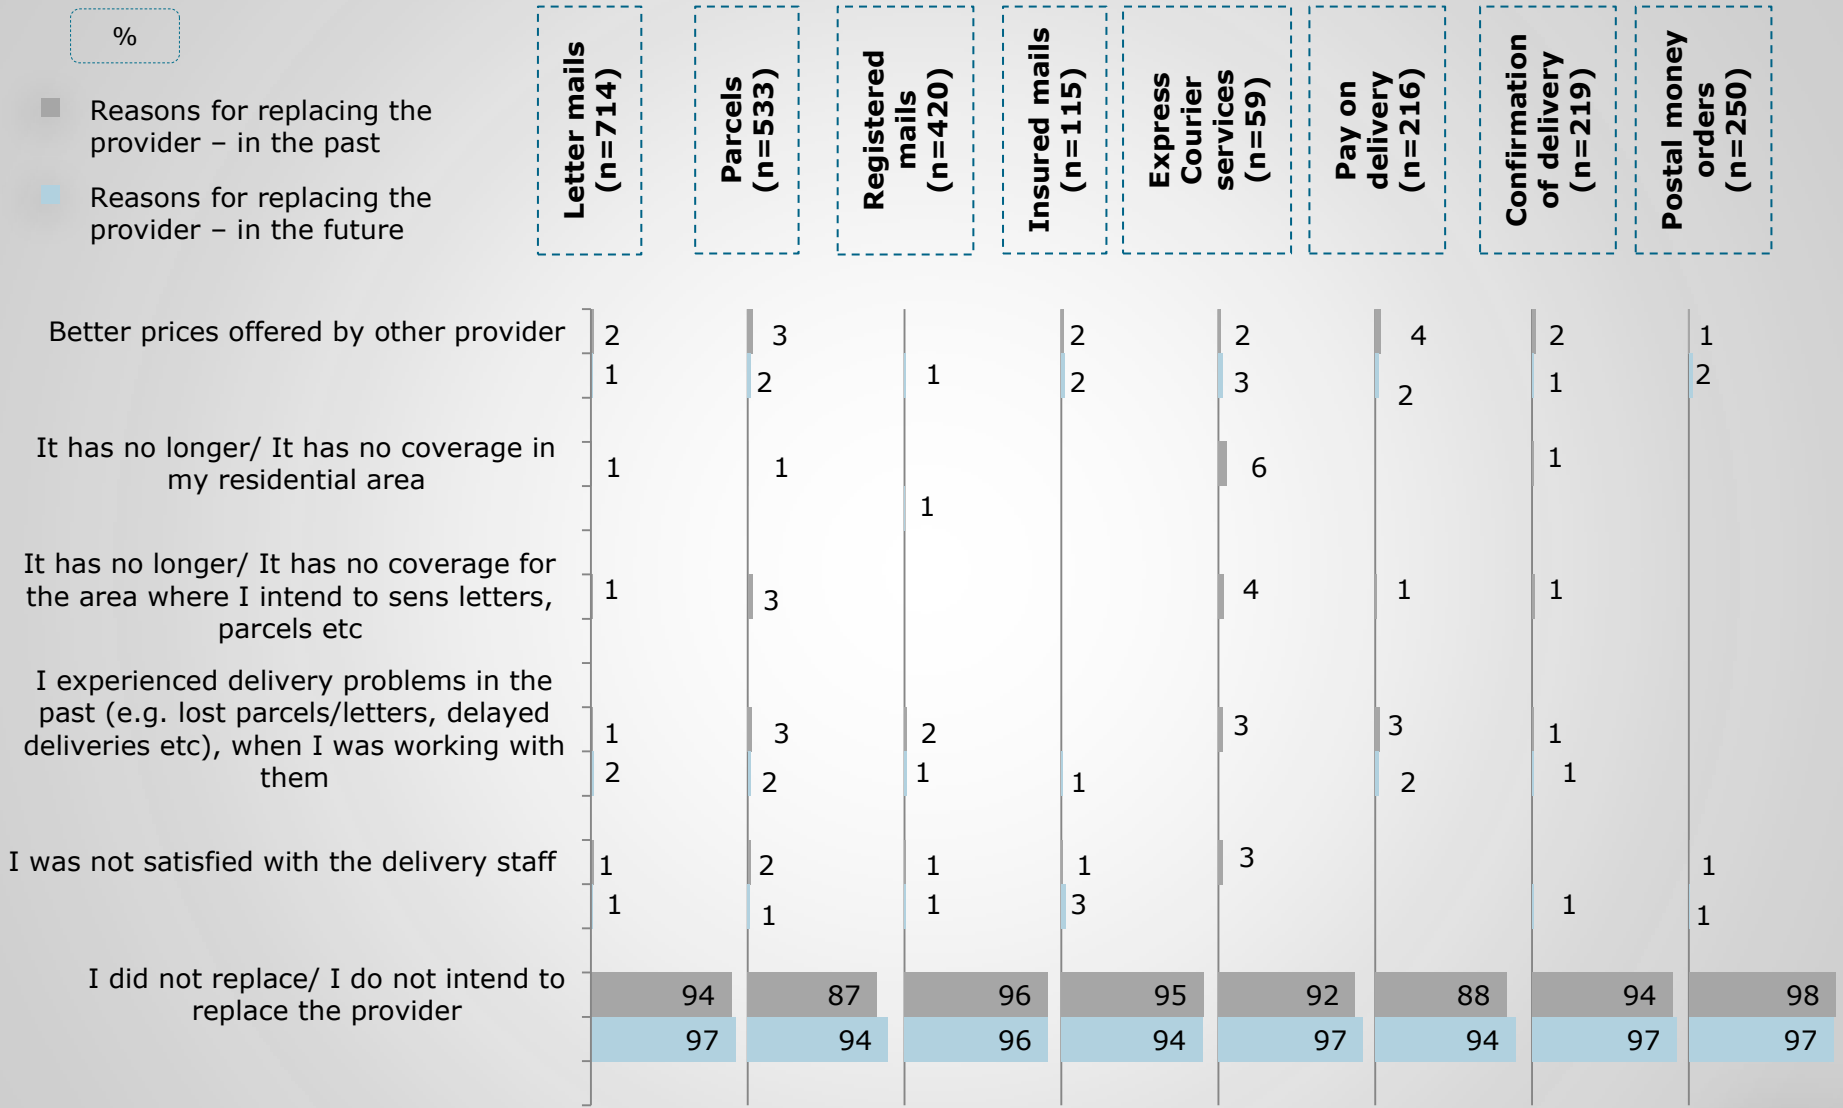 %
Reasons for replacing the
provider – in the past
Reasons for replacing the
provider – in the future
Letter mails
(n=714)
Parcels
(n=533)
Registered
mails
(n=420)
Insured mails
(n=115)
Express
Courier
services
(n=59)
Pay on
delivery
(n=216)
Confirmation
of delivery
(n=219)
Postal money
orders
(n=250)
Better prices offered by other provider
2 3 2 2 4 2 1
1 2 1 2 3 2 1 2
It has no longer/ It has no coverage in
my residential area
1 1 6 1
1
It has no longer/ It has no coverage for
the area where I intend to sens letters,
parcels etc
1 3 4 1 1
I experienced delivery problems in the
past (e.g. lost parcels/letters, delayed
deliveries etc), when I was working with
them
1 3 2 3 3 1
2 2 1 1 2 1
I was not satisfied with the delivery staff
1 2 1 1 3 1
1 1 1 3 1 1
I did not replace/ I do not intend to
replace the provider
94 87 96 95 92 88 94 98
97 94 96 94 97 94 97 97